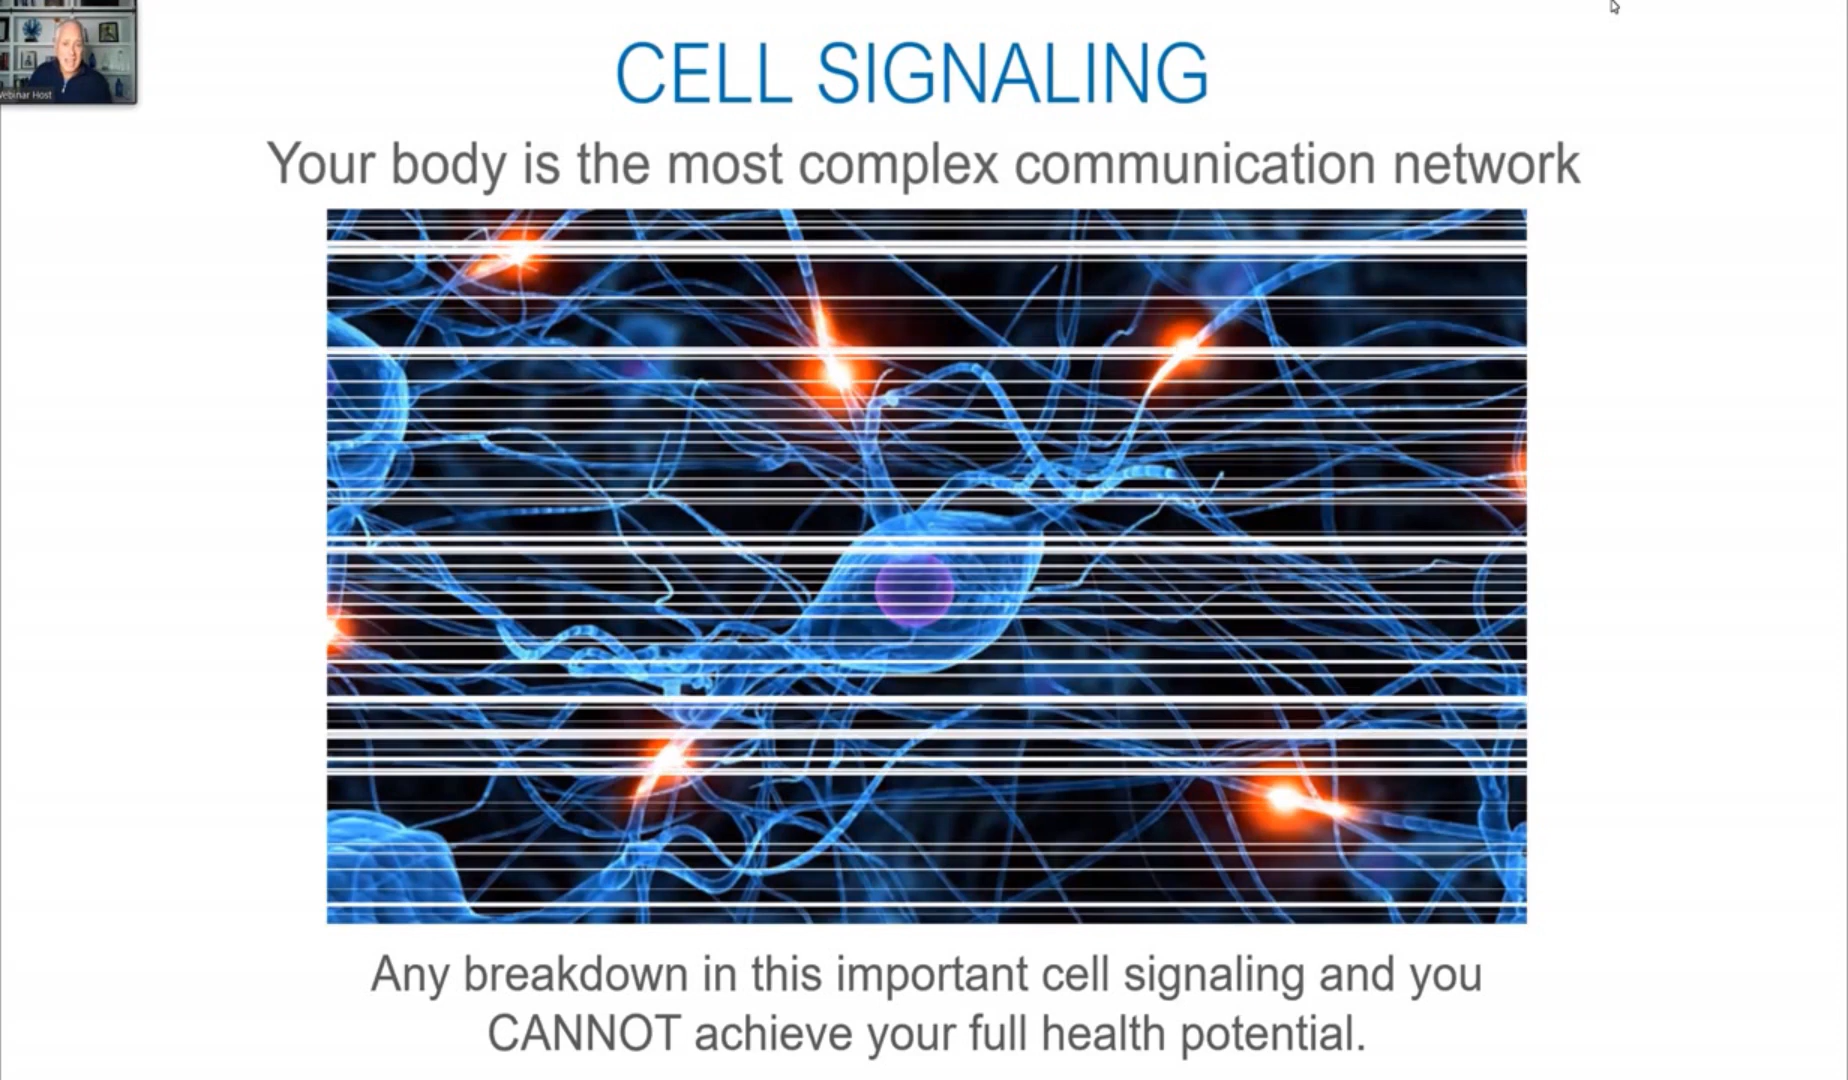 Webinar Host
CELL SIGNALING
Your body is the most complex communication network
Any breakdown in this important cell signaling and you
CANNOT achieve your full health potential.